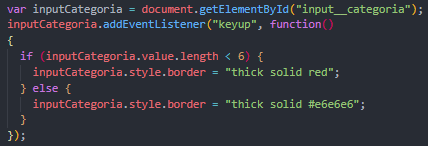 var inputCategoria = document.getElementById("input__categoria");
inputCategoria.addEventListener("keyup", function()
{
  if (inputCategoria.value.length < 6) {
    inputCategoria.style.border = "thick solid red";
  } else {
    inputCategoria.style.border = "thick solid #e6e6e6";
  }
});